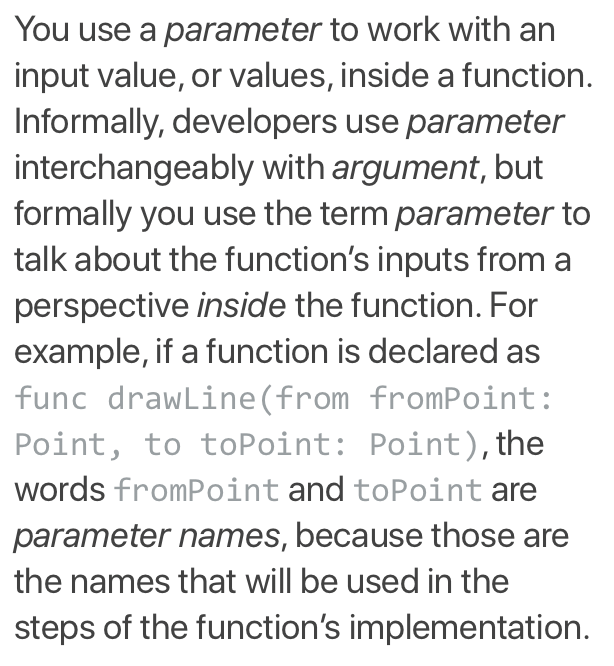 You use a parameter to work with an
input value, or values, inside a function.
Informally, developers use parameter
interchangeably with argument, but
formally you use the term parameter to
talk about the function’s inputs from a
perspective inside the function. For
example, if a function is declared as
func drawLine(from fromPoint:
Point, to toPoint: Point), the
words fromPoint and toPoint are
parameter names, because those are
the names that will be used in the
steps of the function’s implementation.